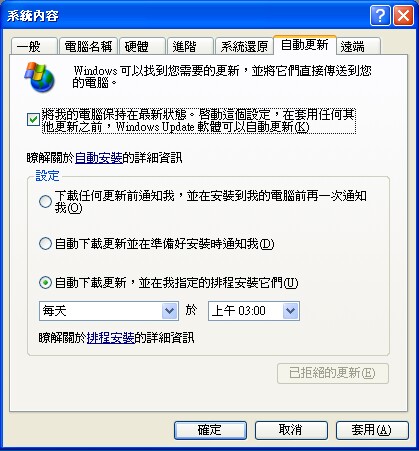 系統內容
一般 電腦名稱 硬體 進階 系統還原 自動更新 遠端
Windows 可以找到您需要的更新，並將它們直接傳送到您
的電腦。
將我的電腦保持在最新狀態。啟動這個設定，在套用任何其
他更新之前，Windows Update 軟體可以自動更新(K)
瞭解關於自動安裝的詳細資訊
設定
下載任何更新前通知我，並在安裝到我的電腦前再一次通知
我(O)
自動下載更新並在準備好安裝時通知我(D)
自動下載更新，並在我指定的排程安裝它們(U)
每天 於 上午 03:00
瞭解關於排程安裝的詳細資訊
已拒絕的更新(E)
確定 取消 套用(A)